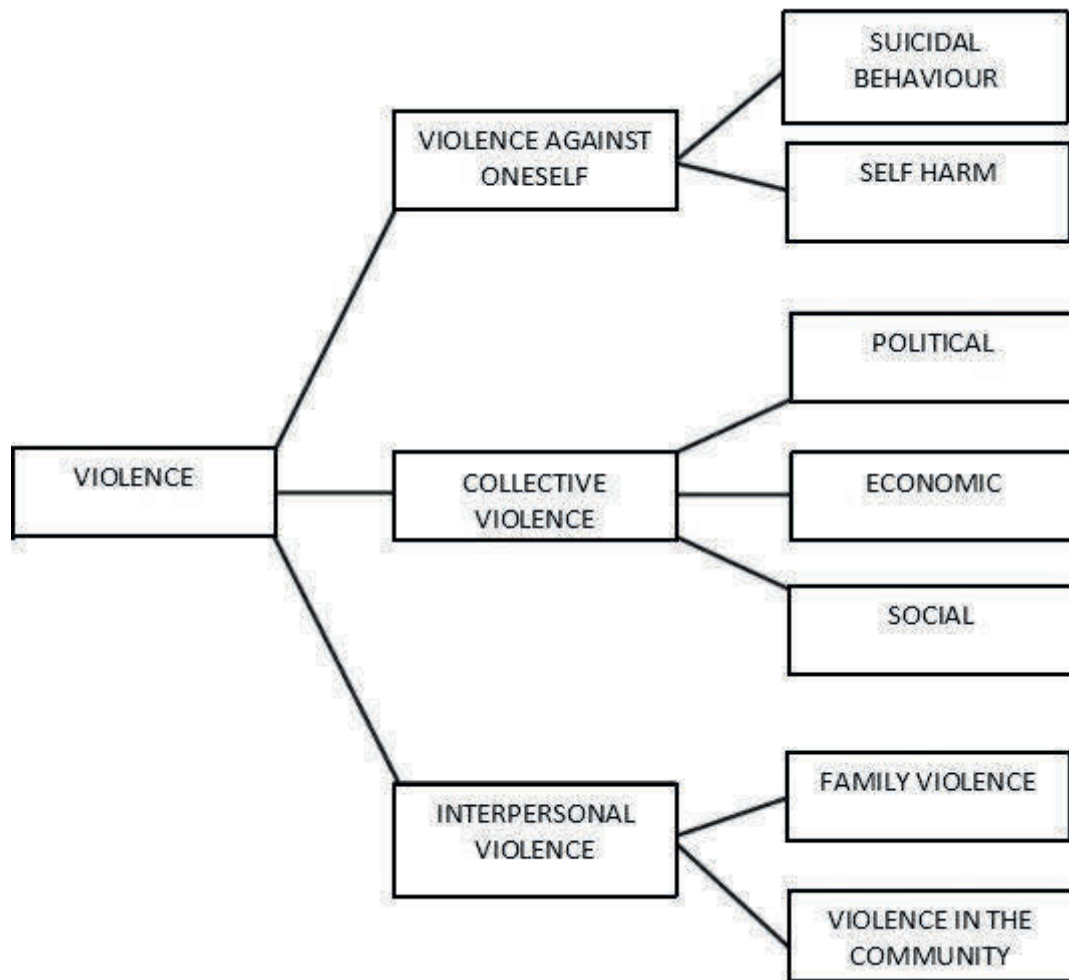 SUICIDAL
BEHAVIOUR
VIOLENCE AGAINST
ONESELF
SELF HARM
POLITICAL
VIOLENCE
COLLECTIVE
VIOLENCE
ECONOMIC
SOCIAL
INTERPERSONAL
VIOLENCE
FAMILY VIOLENCE
VIOLENCE IN THE
COMMUNITY